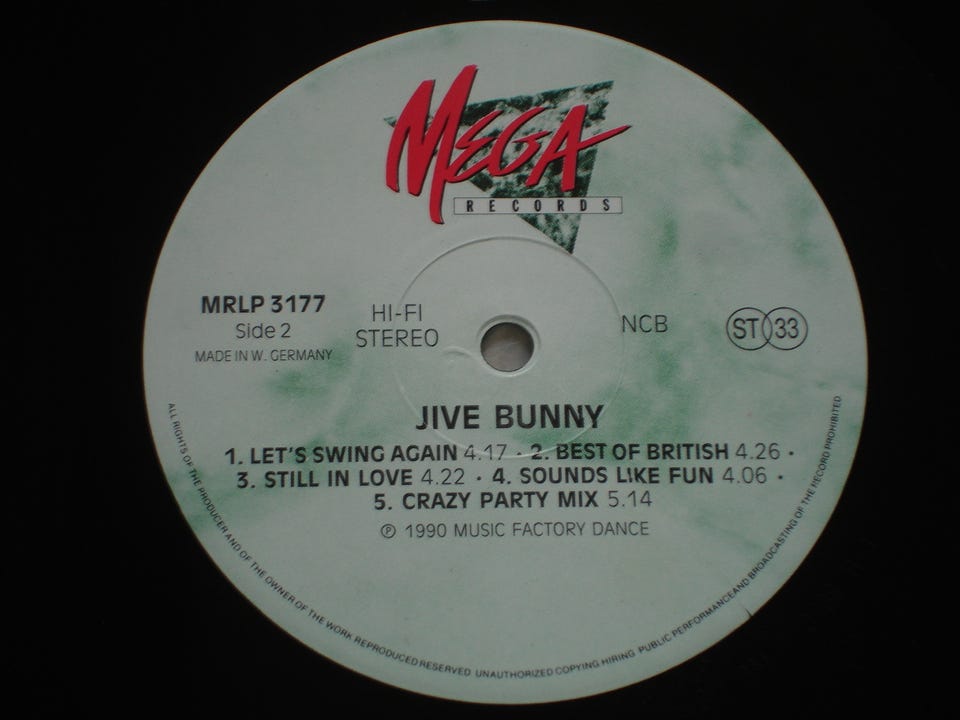 MEGA
RECORDS
MRLP 3177
Side 2
MADE IN W. GERMANY
HI-FI
STEREO
NCB
ST 33
JIVE BUNNY
1. LET'S SWING AGAIN 4.17 · 2. BEST OF BRITISH 4.26 ·
3. STILL IN LOVE 4.22 · 4. SOUNDS LIKE FUN 4.06 ·
5. CRAZY PARTY MIX 5.14
℗ 1990 MUSIC FACTORY DANCE
ALL RIGHTS OF THE PRODUCER AND OF THE OWNER OF THE WORK REPRODUCED RESERVED UNAUTHORIZED COPYING HIRING PUBLIC PERFORMANCEAND BROADCASTING OF THE RECORD PROHIBITED